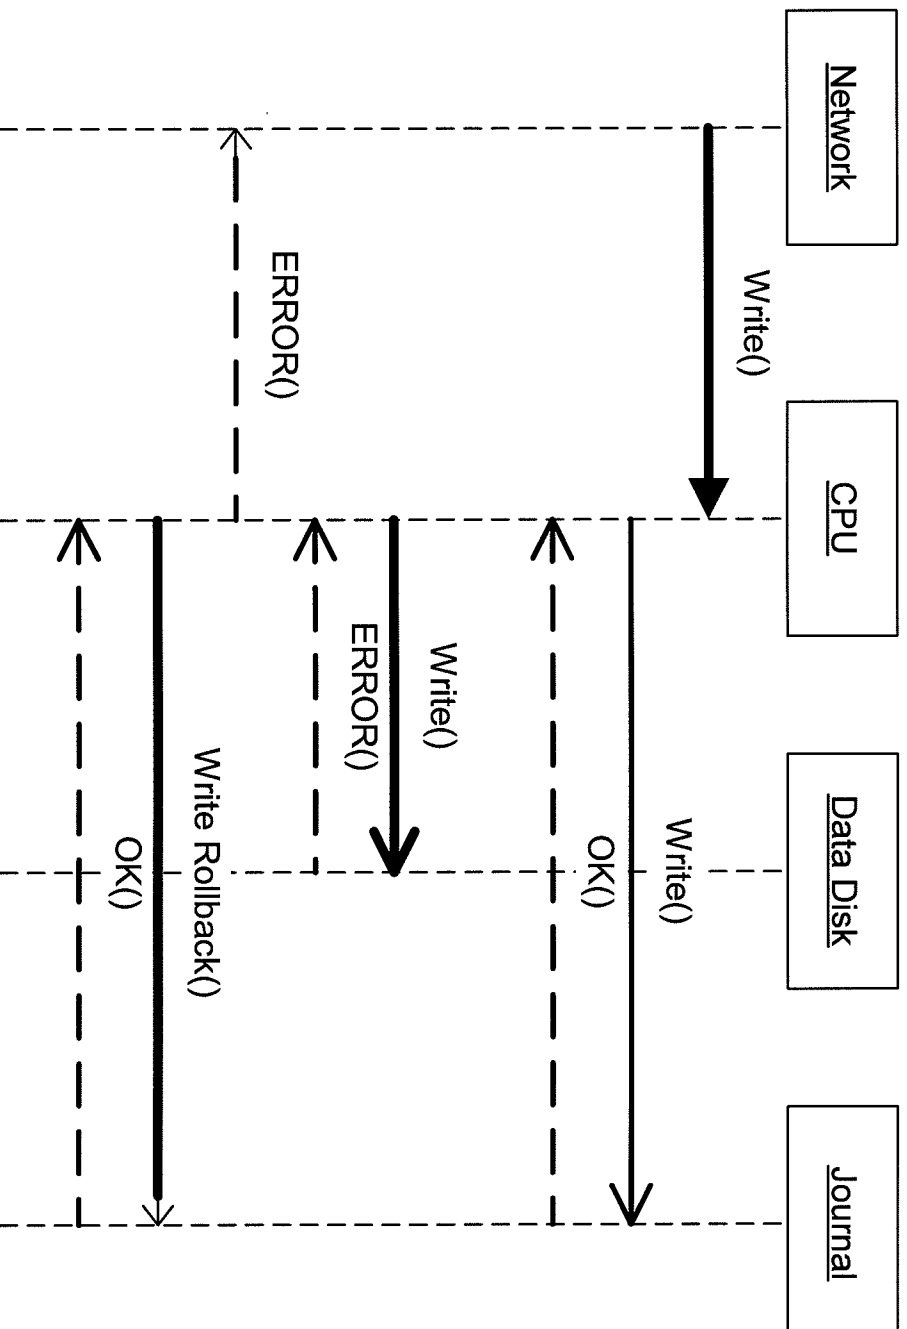 Network
CPU
Data Disk
Journal
Write()
Write()
OK()
Write()
ERROR()
ERROR()
Write Rollback()
OK()